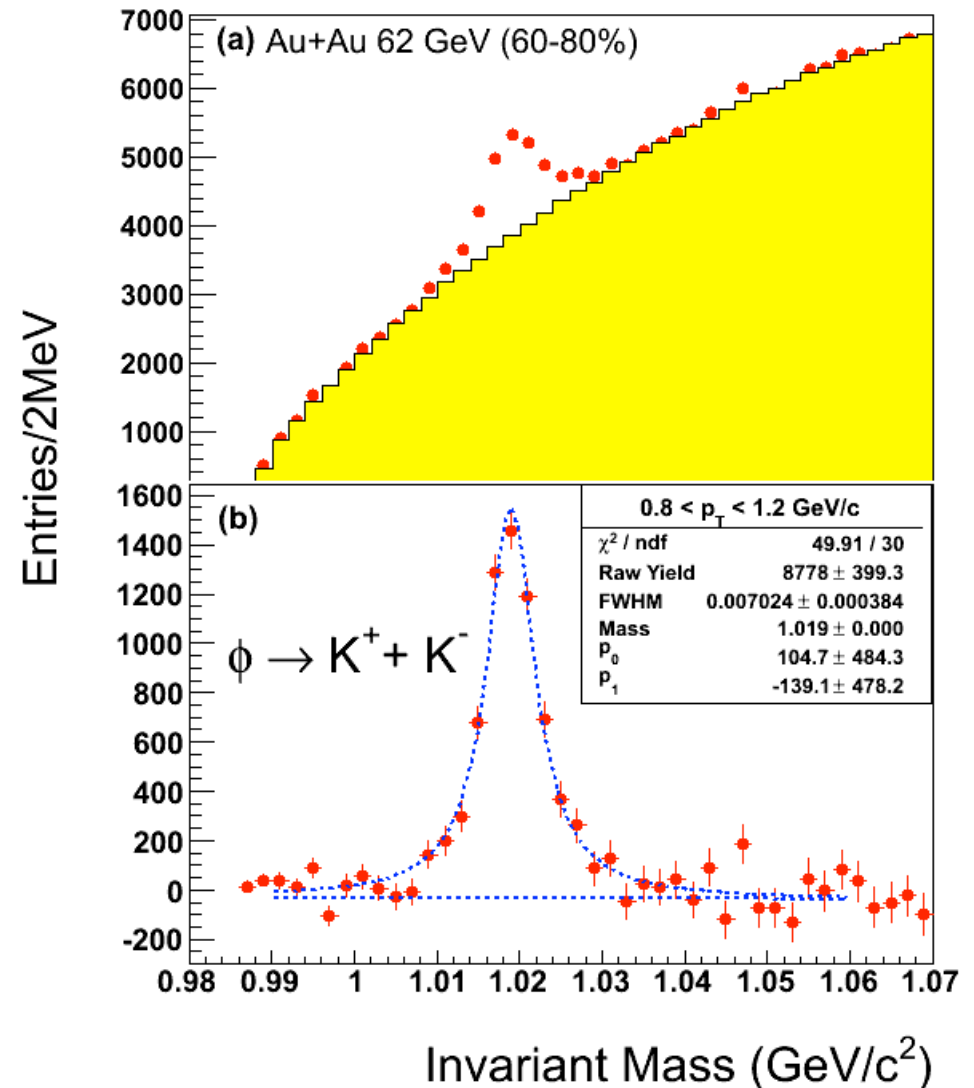 (a) Au+Au 62 GeV (60-80%)
7000
6000
5000
4000
3000
2000
1000
Entries/2MeV
(b)
1600
1400
1200
1000
800
600
400
200
0
-200
ϕ → K⁺+ K⁻
0.8 < p_T < 1.2 GeV/c
χ² / ndf 49.91 / 30
Raw Yield 8778 ± 399.3
FWHM 0.007024 ± 0.000384
Mass 1.019 ± 0.000
P₀ 104.7 ± 484.3
P₁ -139.1 ± 478.2
0.98 0.99 1 1.01 1.02 1.03 1.04 1.05 1.06 1.07
Invariant Mass (GeV/c²)